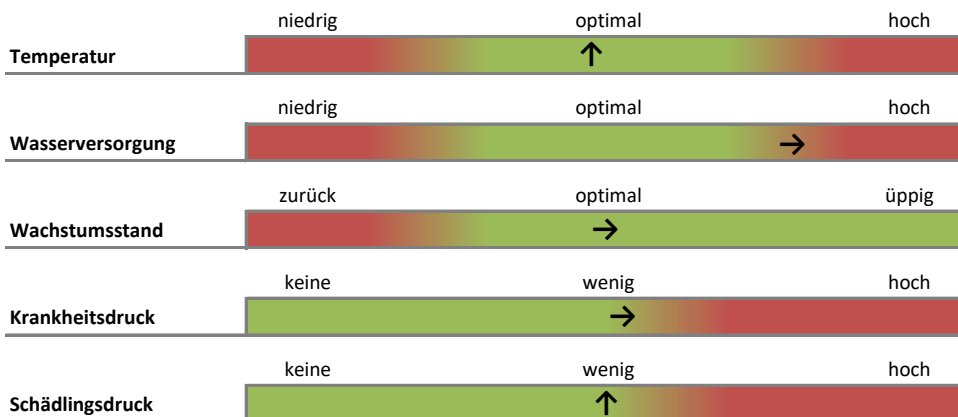 niedrig optimal hoch
Temperatur
niedrig optimal hoch
Wasserversorgung
zurück optimal üppig
Wachstumsstand
keine wenig hoch
Krankheitsdruck
keine wenig hoch
Schädlingsdruck